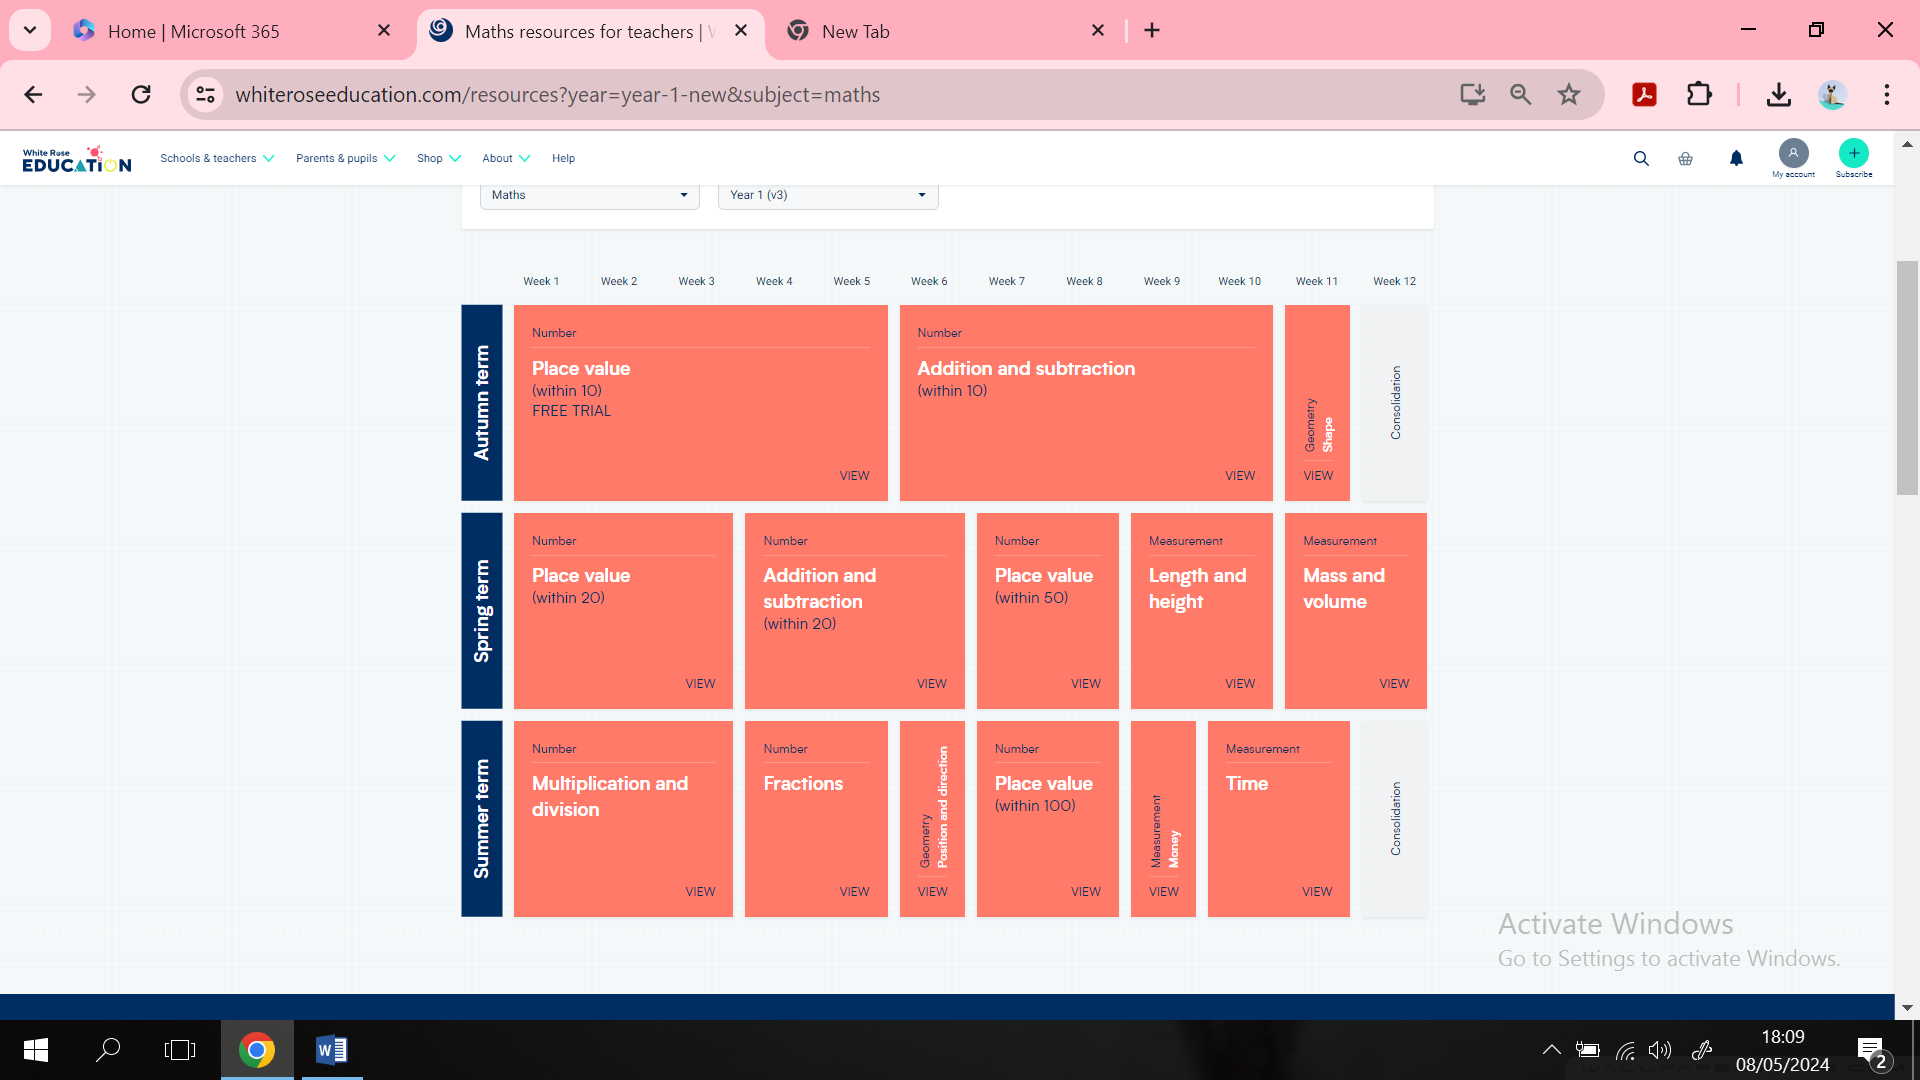 Home | Microsoft 365
Maths resources for teachers |
New Tab
whiteroseeducation.com/resources?year=year-1-new&subject=maths
White Rose
EDUCATION
Schools & teachers
Parents & pupils
Shop
About
Help
My account
Subscribe
Maths
Year 1 (v3)
Week 1
Week 2
Week 3
Week 4
Week 5
Week 6
Week 7
Week 8
Week 9
Week 10
Week 11
Week 12
Autumn term
Number
Place value
(within 10)
FREE TRIAL
VIEW
Number
Addition and subtraction
(within 10)
VIEW
Geometry
Shape
VIEW
Consolidation
Spring term
Number
Place value
(within 20)
VIEW
Number
Addition and
subtraction
(within 20)
VIEW
Number
Place value
(within 50)
VIEW
Measurement
Length and
height
VIEW
Measurement
Mass and
volume
VIEW
Summer term
Number
Multiplication and
division
VIEW
Number
Fractions
VIEW
Geometry
Position and direction
VIEW
Number
Place value
(within 100)
VIEW
Measurement
Money
VIEW
Measurement
Time
VIEW
Consolidation
Activate Windows
Go to Settings to activate Windows.
W
18:09
08/05/2024
2